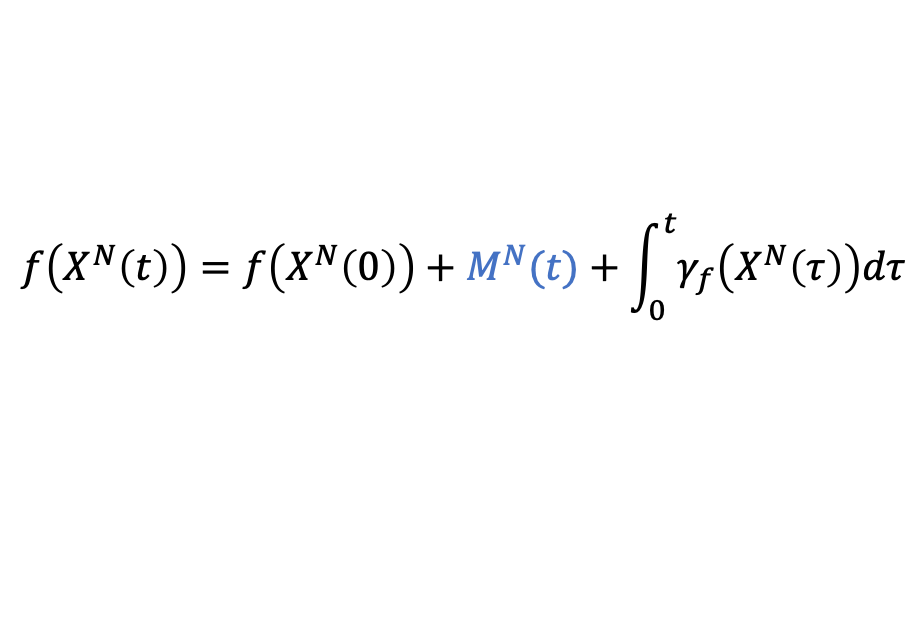 f(X^N(t)) = f(X^N(0)) + M^N(t) + ∫_0^t γ_f(X^N(τ))dτ